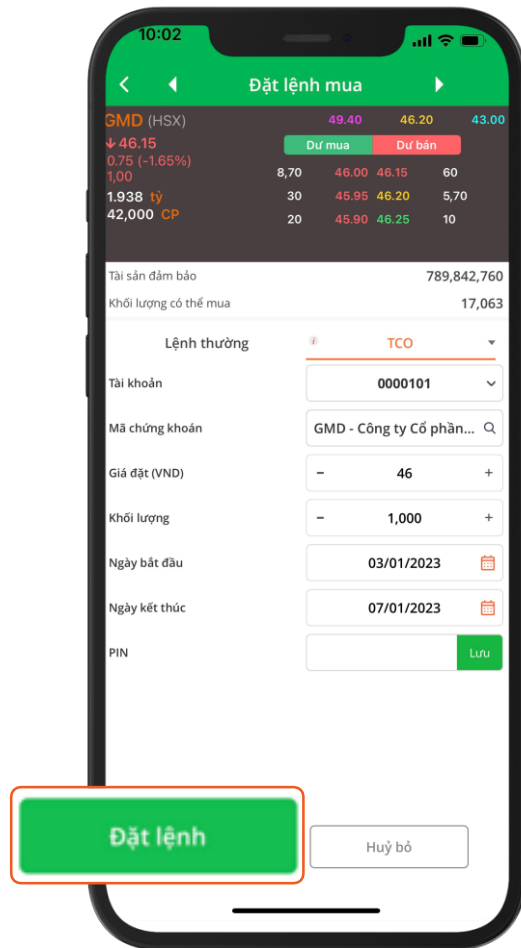 10:02
Đặt lệnh mua
GMD (HSX) 49.40 46.20 43.00
46.15 Dư mua Dư bán
0.75 (-1.65%)
1,00 8,70 46.00 46.15 60
1.938 tỷ 30 45.95 46.20 5,70
42,000 CP 20 45.90 46.25 10
Tài sản đảm bảo 789,842,760
Khối lượng có thể mua 17,063
Lệnh thường i TCO
Tài khoản 0000101
Mã chứng khoán GMD - Công ty Cổ phần...
Giá đặt (VND) - 46 +
Khối lượng - 1,000 +
Ngày bắt đầu 03/01/2023
Ngày kết thúc 07/01/2023
PIN Lưu
Đặt lệnh Huỷ bỏ